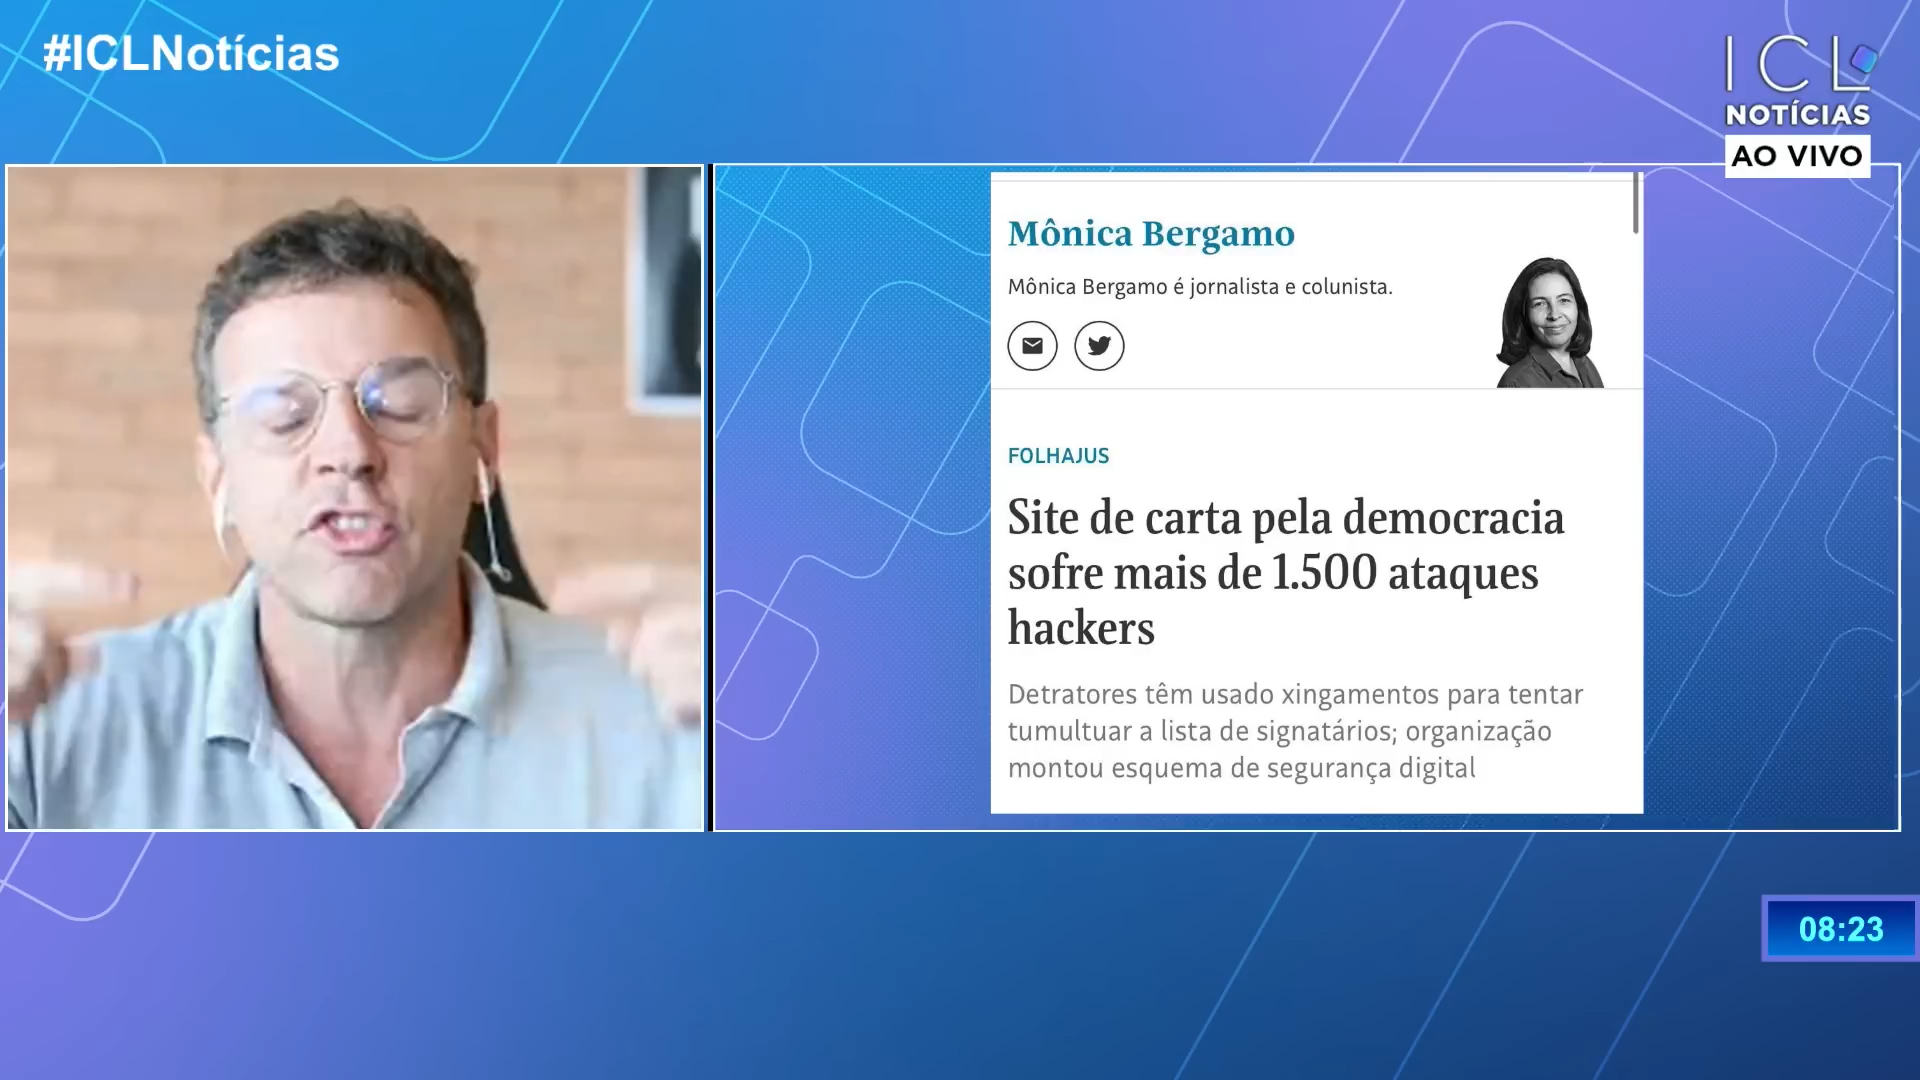 #ICLNotícias
ICL
NOTÍCIAS
AO VIVO
Mônica Bergamo
Mônica Bergamo é jornalista e colunista.
FOLHAJUS
Site de carta pela democracia
sofre mais de 1.500 ataques
hackers
Detratores têm usado xingamentos para tentar
tumultuar a lista de signatários; organização
montou esquema de segurança digital
08:23